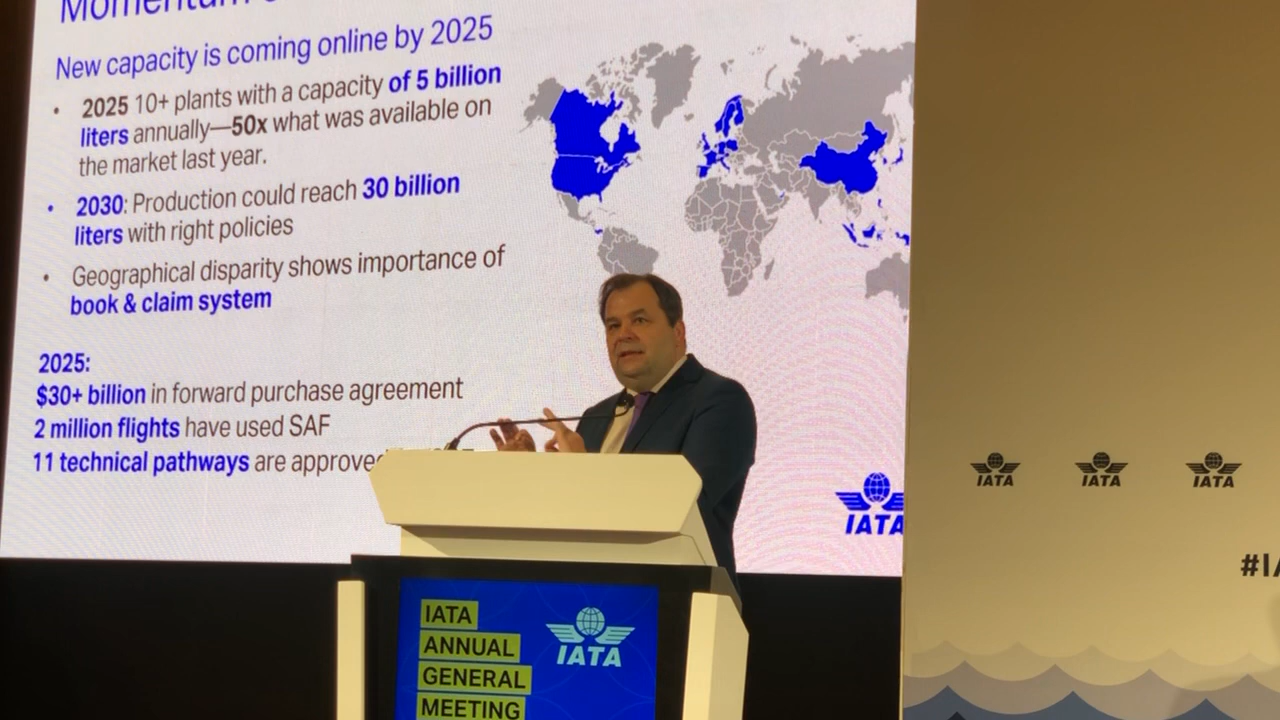 Momentum
New capacity is coming online by 2025
• 2025 10+ plants with a capacity of 5 billion
liters annually—50x what was available on
the market last year.
• 2030: Production could reach 30 billion
liters with right policies
• Geographical disparity shows importance of
book & claim system
2025:
$30+ billion in forward purchase agreement
2 million flights have used SAF
11 technical pathways are approved
IATA
IATA
ANNUAL
GENERAL
MEETING
IATA
IATA IATA IATA
#IA